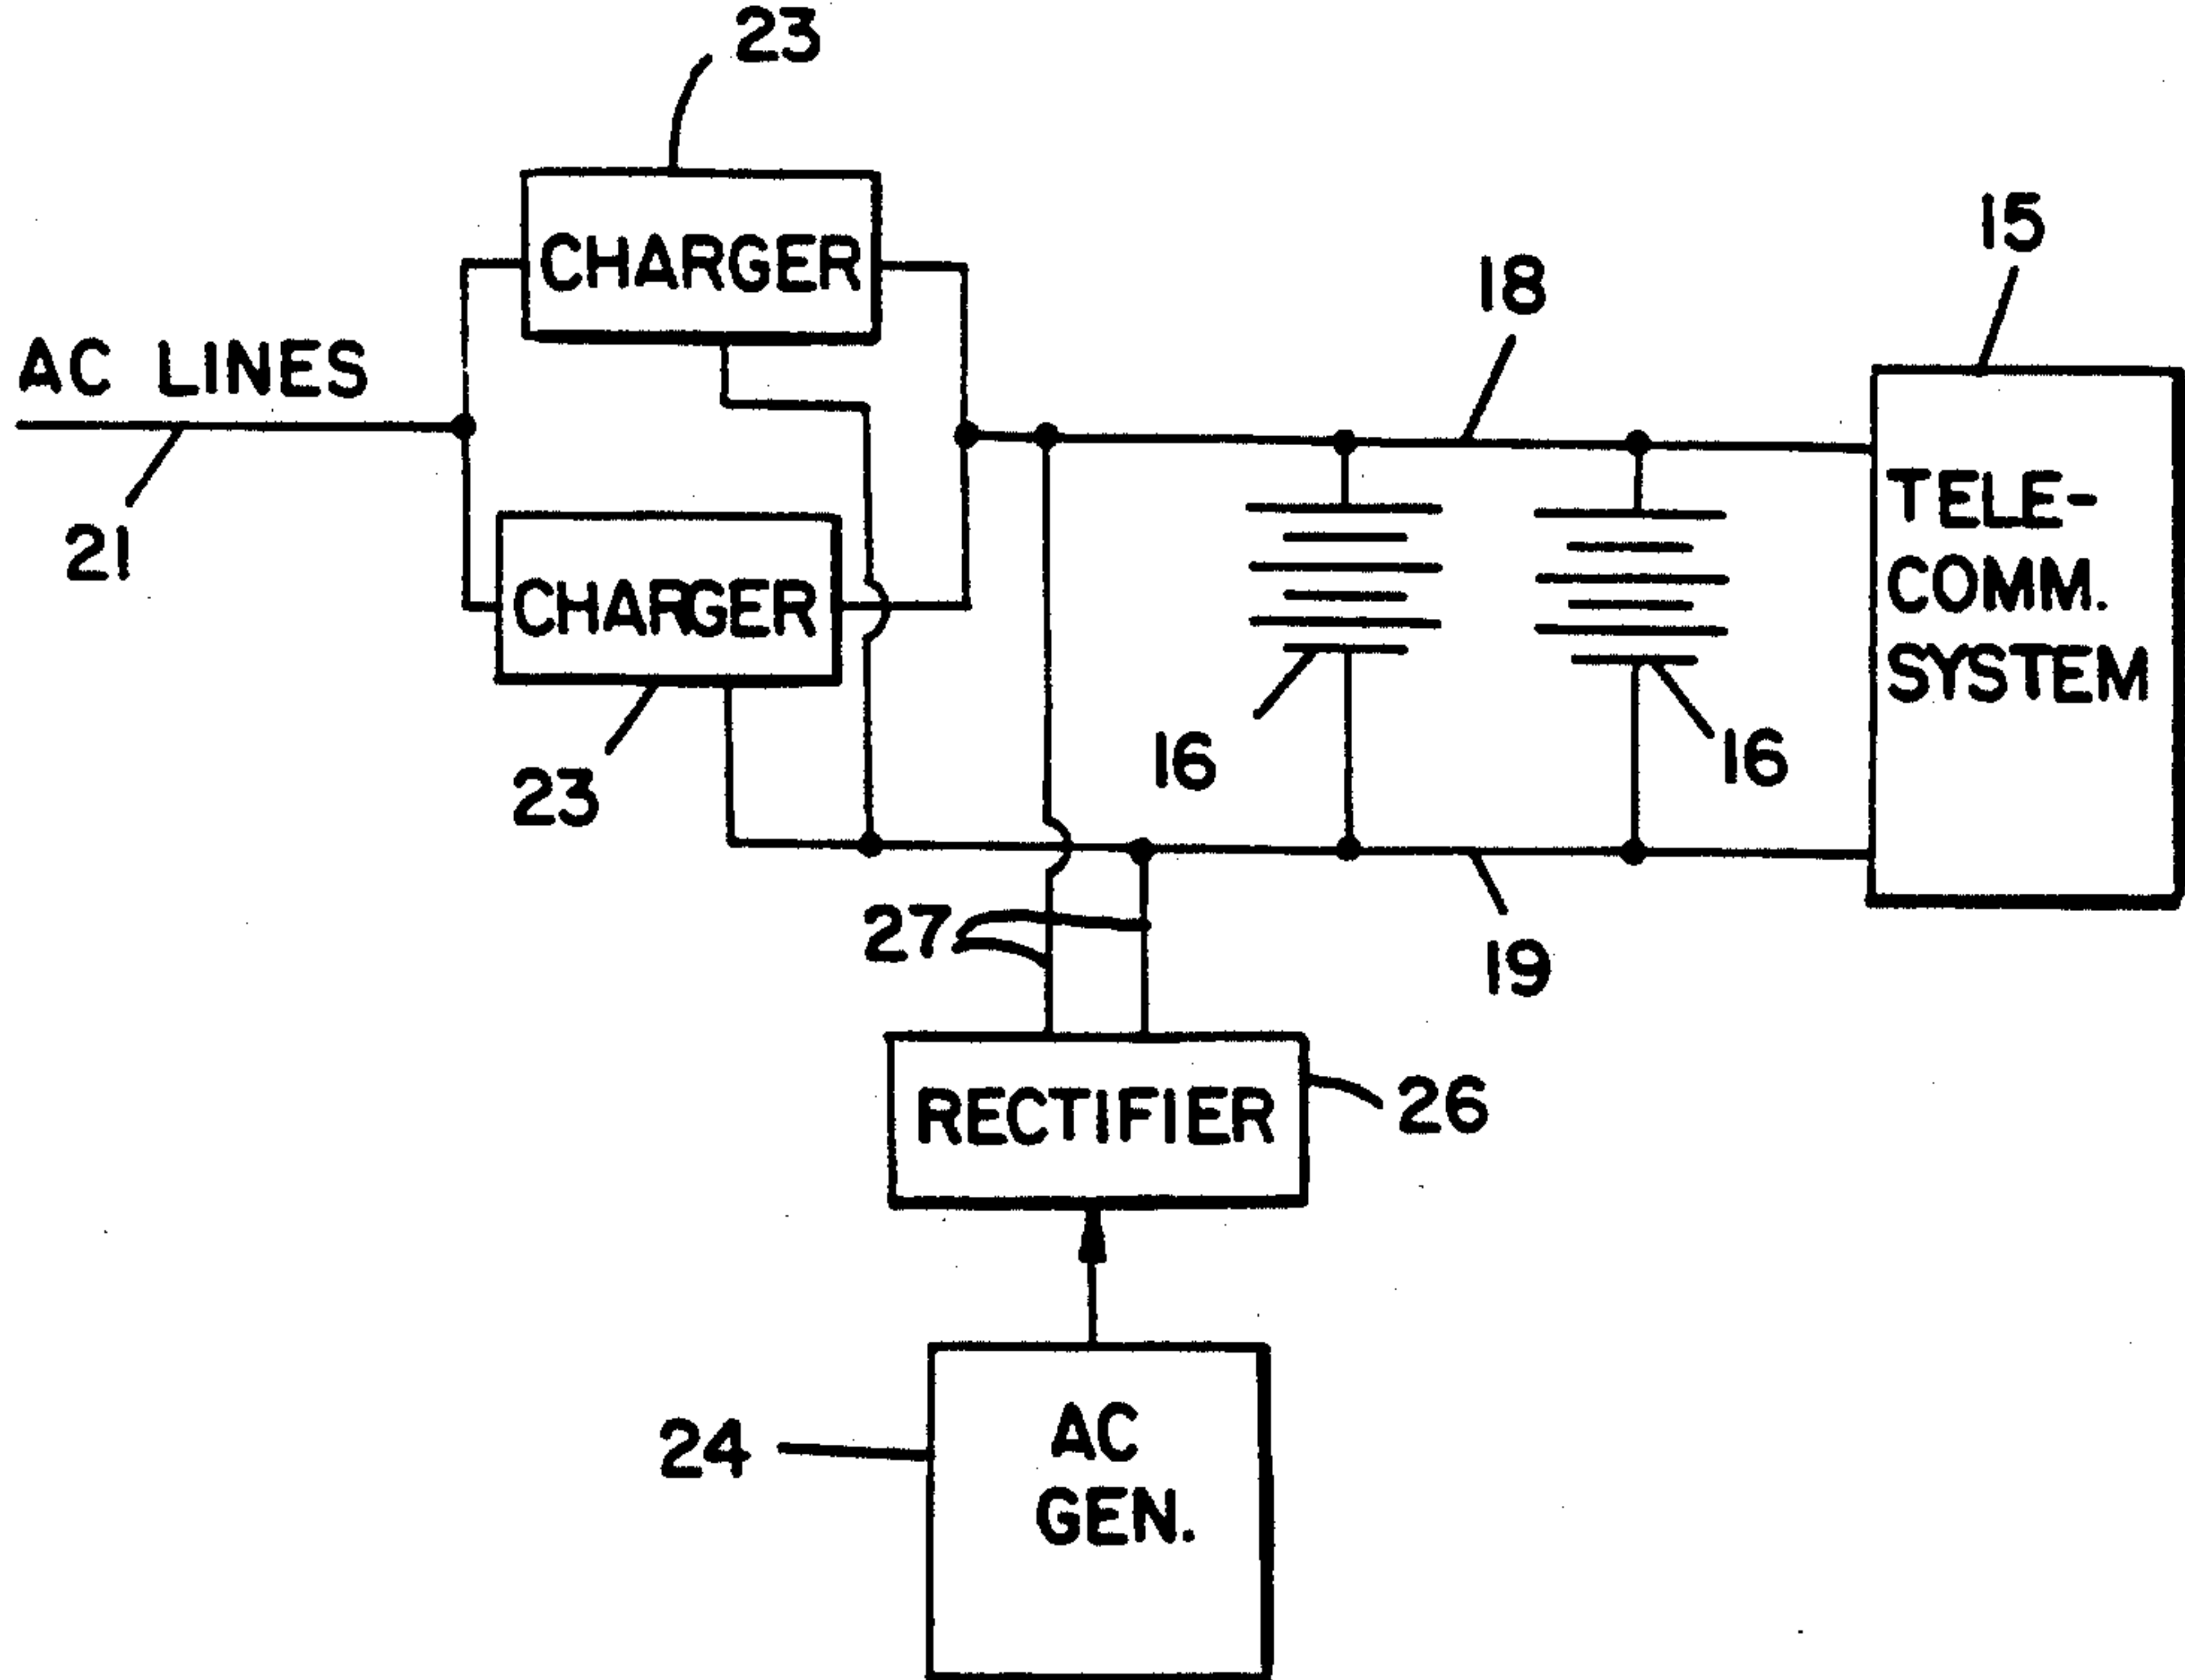 23
CHARGER
15
18
AC LINES
21
TELE-
COMM.
SYSTEM
CHARGER
23
16
16
27
19
RECTIFIER
26
24
AC
GEN.